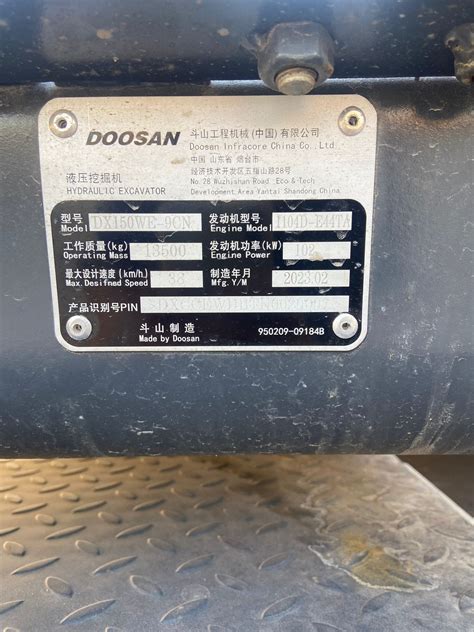 DOOSAN
斗山工程机械(中国)有限公司
Doosan Infracore China Co., Ltd.
中国 山东省 烟台市
经济技术开发区五指山路28号
No.28 Wuzhishan Road, Eco & Tech
Development Area Yantai Shandong China
液压挖掘机
HYDRAULIC EXCAVATOR
型号 DX150WE-9CN 发动机型号
Model Engine Model
工作质量(kg) 13500 发动机功率(kW) 102
Operating Mass Engine Power
最大设计速度(km/h) 38 制造年月 2023.02
Max. Desifned Speed Mfg. Y/M
产品识别号PIN
斗山制造
Made by Doosan
950209-09184B